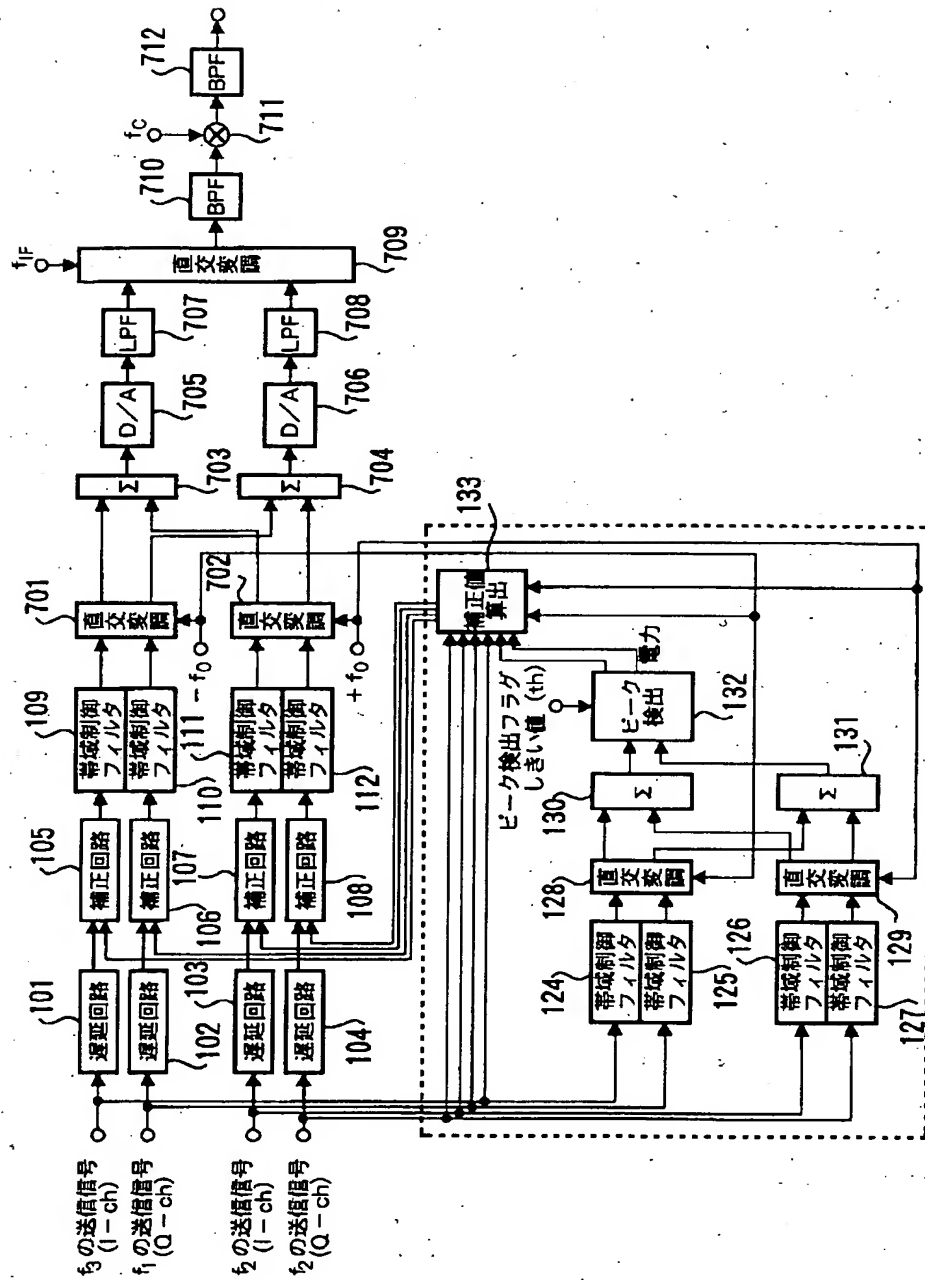 f3の送信信号
(I-ch)
f1の送信信号
(Q-ch)
f2の送信信号
(I-ch)
f2の送信信号
(Q-ch)
101
遅延回路
遅延回路
102
103
遅延回路
遅延回路
104
105
補正回路
補正回路
106
107
補正回路
補正回路
108
109
帯域制御
フィルタ
帯域制御
フィルタ
110
111
帯域制御
フィルタ
帯域制御
フィルタ
112
701
直交変調
-f0
702
直交変調
+f0
Σ
703
Σ
704
D/A
705
D/A
706
LPF
707
LPF
708
fIF
直交変調
709
BPF
710
fC
711
BPF
712
133
補正値
算出
ピーク検出フラグ
しきい値 (th)
電力
ピーク
検出
132
124
帯域制御
フィルタ
帯域制御
フィルタ
125
126
帯域制御
フィルタ
帯域制御
フィルタ
127
128
直交変調
直交変調
129
130
Σ
Σ
131